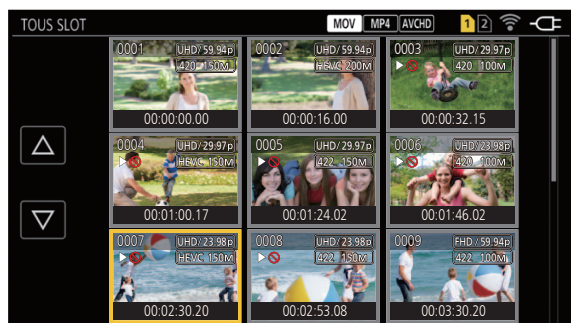 TOUS SLOT MOV MP4 AVCHD 1 2
0001 UHD/59.94p
420 150M
00:00:00.00
0002 UHD/59.94p
HEVC 200M
00:00:16.00
0003 UHD/29.97p
420 100M
00:00:32.15
0004 UHD/29.97p
HEVC 150M
00:01:00.17
0005 UHD/29.97p
422 150M
00:01:24.02
0006 UHD/23.98p
420 100M
00:01:46.02
0007 UHD/23.98p
HEVC 150M
00:02:30.20
0008 UHD/23.98p
422 150M
00:02:53.08
0009 FHD/59.94p
422 100M
00:03:30.20